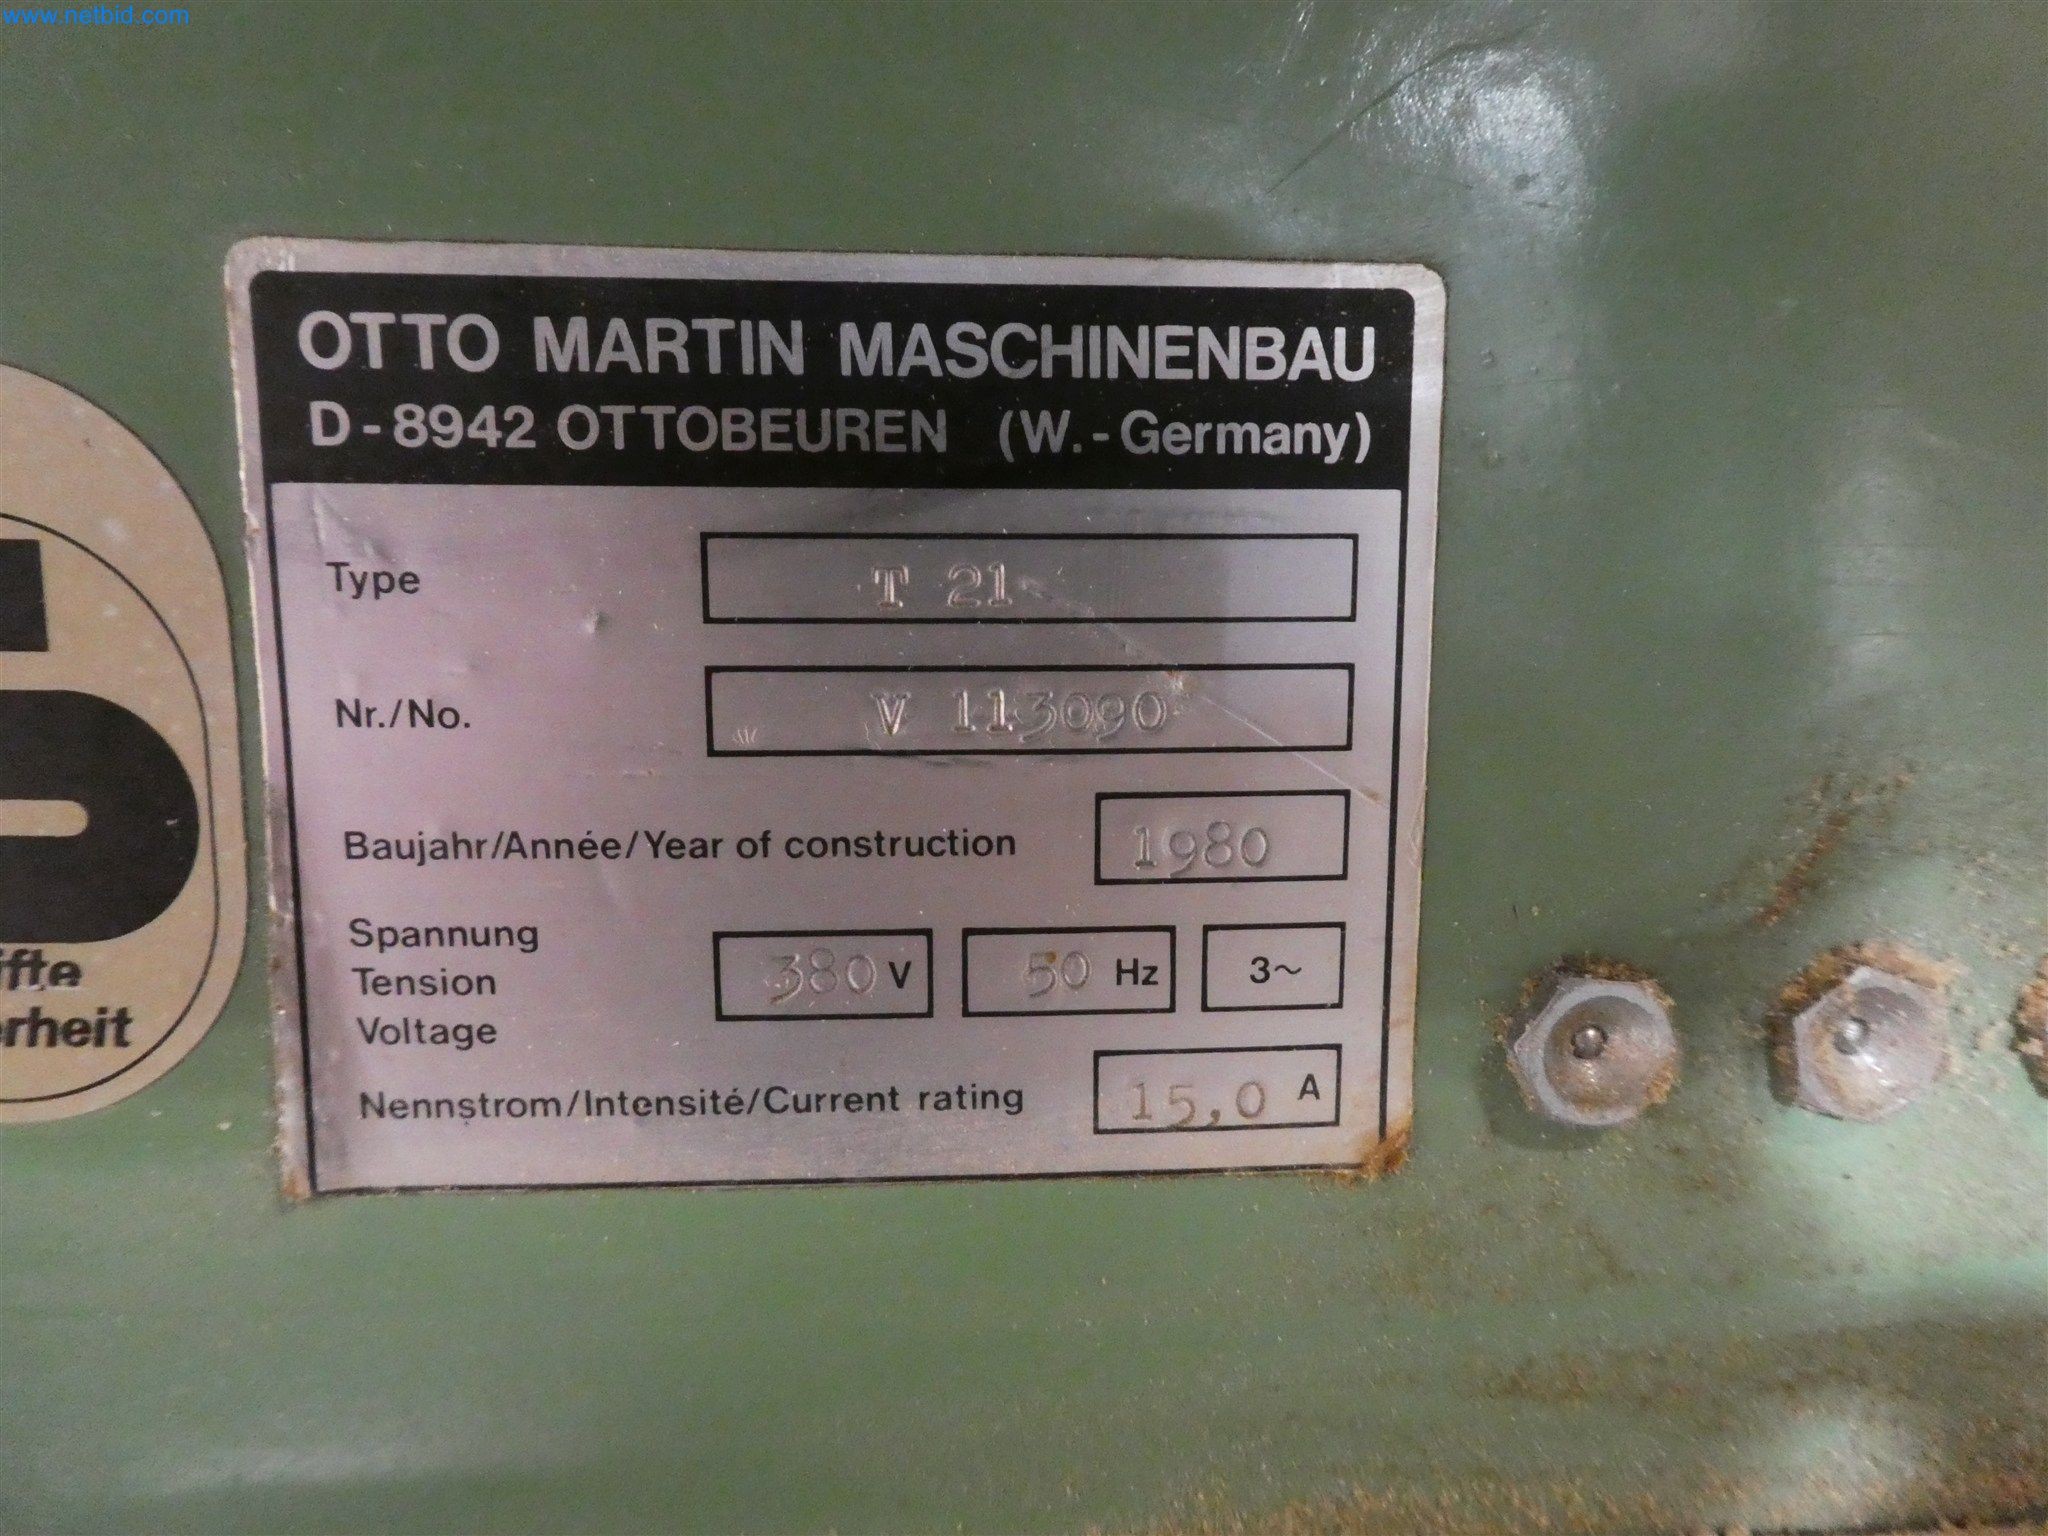 www.netbid.com
OTTO MARTIN MASCHINENBAU
D-8942 OTTOBEUREN (W.-Germany)
Type T 21
Nr./No. V 113090
Baujahr/Année/Year of construction 1980
Spannung
Tension 380 V 50 Hz 3~
Voltage
Nennstrom/Intensité/Current rating 15,0 A